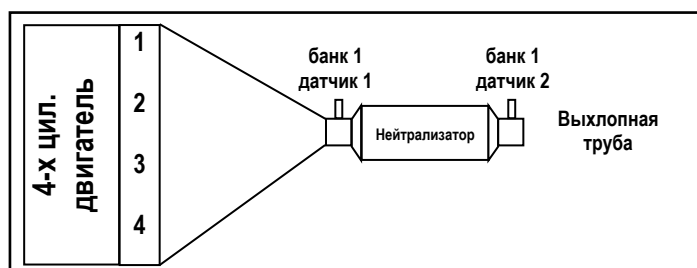 4-х цил.
двигатель
1
2
3
4
банк 1
датчик 1
Нейтрализатор
банк 1
датчик 2
Выхлопная
труба